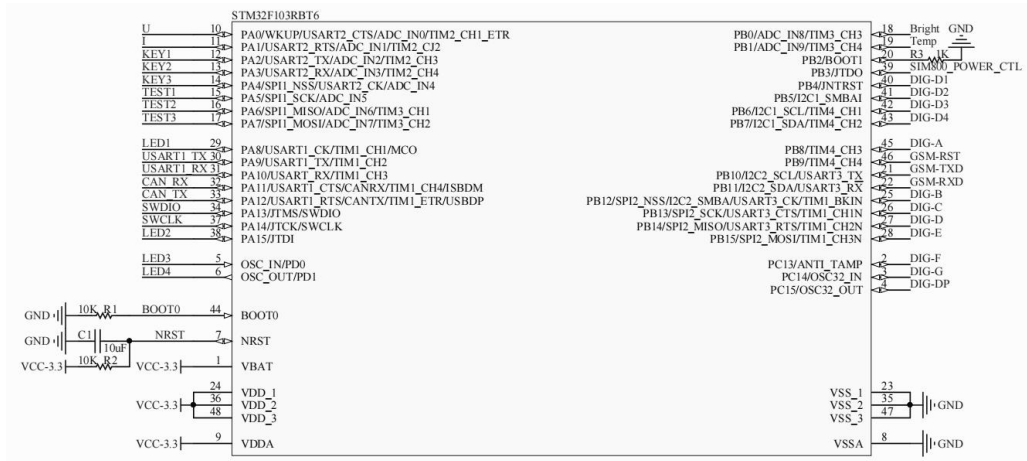 STM32F103RBT6
U 10 PA0/WKUP/USART2_CTS/ADC_IN0/TIM2_CH1_ETR
I 11 PA1/USART2_RTS/ADC_IN1/TIM2_CJ2
KEY1 12 PA2/USART2_TX/ADC_IN2/TIM2_CH3
KEY2 13 PA3/USART2_RX/ADC_IN3/TIM2_CH4
KEY3 14 PA4/SPI1_NSS/USART2_CK/ADC_IN4
TEST1 15 PA5/SPI1_SCK/ADC_IN5
TEST2 16 PA6/SPI1_MISO/ADC_IN6/TIM3_CH1
TEST3 17 PA7/SPI1_MOSI/ADC_IN7/TIM3_CH2
LED1 29 PA8/USART1_CK/TIM1_CH1/MCO
USART1_TX 30 PA9/USART1_TX/TIM1_CH2
USART1_RX 31 PA10/USART_RX/TIM1_CH3
CAN_RX 32 PA11/USART1_CTS/CANRX/TIM1_CH4/ISBDM
CAN_TX 33 PA12/USART1_RTS/CANTX/TIM1_ETR/USBDP
SWDIO 34 PA13/JTMS/SWDIO
SWCLK 37 PA14/JTCK/SWCLK
LED2 38 PA15/JTDI
LED3 5 OSC_IN/PD0
LED4 6 OSC_OUT/PD1
GND 10K R1 BOOT0 44 BOOT0
GND C1 10uF NRST 7 NRST
VCC-3.3 10K R2 VCC-3.3 1 VBAT
24 VDD_1
VCC-3.3 36 VDD_2
48 VDD_3
VCC-3.3 9 VDDA
PB0/ADC_IN8/TIM3_CH3 18 Bright GND
PB1/ADC_IN9/TIM3_CH4 19 Temp
PB2/BOOT1 20 R3 1K
PB3/JTDO 39 SIM800_POWER_CTL
PB4/JNTRST 40 DIG-D1
PB5/I2C1_SMBAI 41 DIG-D2
PB6/I2C1_SCL/TIM4_CH1 42 DIG-D3
PB7/I2C1_SDA/TIM4_CH2 43 DIG-D4
PB8/TIM4_CH3 45 DIG-A
PB9/TIM4_CH4 46 GSM-RST
PB10/I2C2_SCL/USART3_TX 21 GSM-TXD
PB11/I2C2_SDA/USART3_RX 22 GSM-RXD
PB12/SPI2_NSS/I2C2_SMBA/USART3_CK/TIM1_BKIN 25 DIG-B
PB13/SPI2_SCK/USART3_CTS/TIM1_CH1N 26 DIG-C
PB14/SPI2_MISO/USART3_RTS/TIM1_CH2N 27 DIG-D
PB15/SPI2_MOSI/TIM1_CH3N 28 DIG-E
PC13/ANTI_TAMP 2 DIG-F
PC14/OSC32_IN 3 DIG-G
PC15/OSC32_OUT 4 DIG-DP
VSS_1 23
VSS_2 35 GND
VSS_3 47
VSSA 8 GND